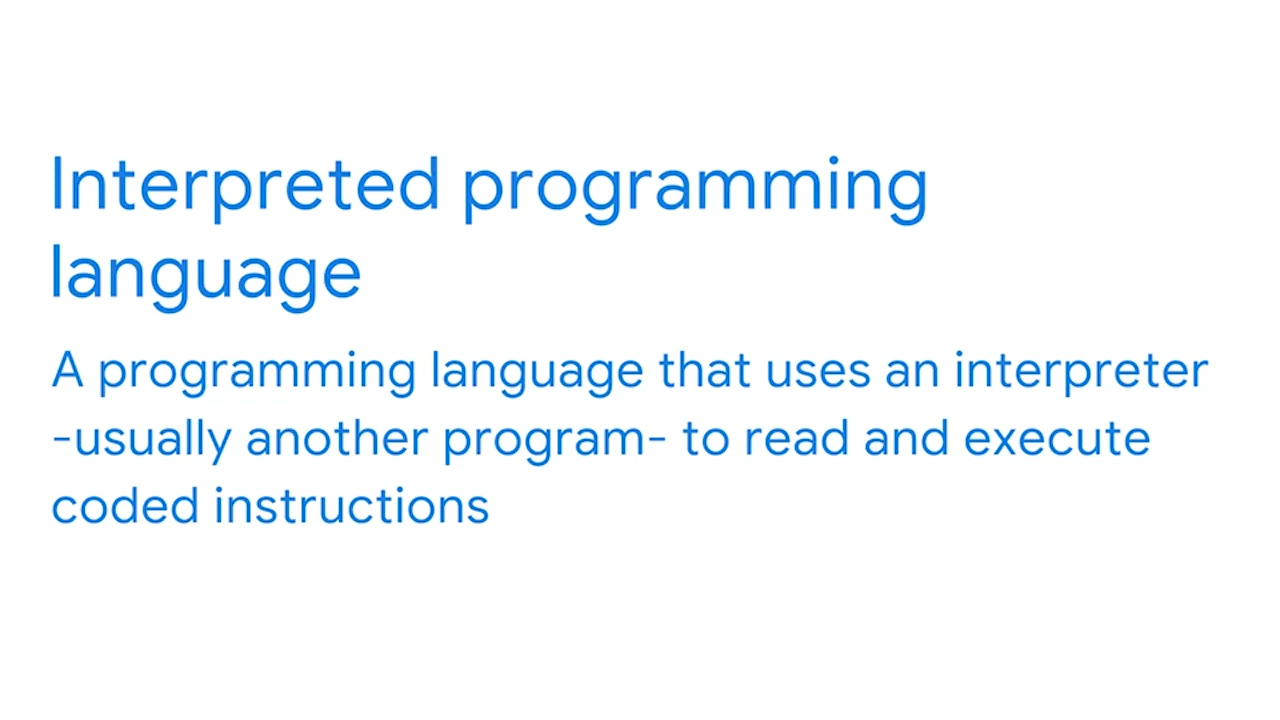 Interpreted programming
language
A programming language that uses an interpreter
-usually another program- to read and execute
coded instructions